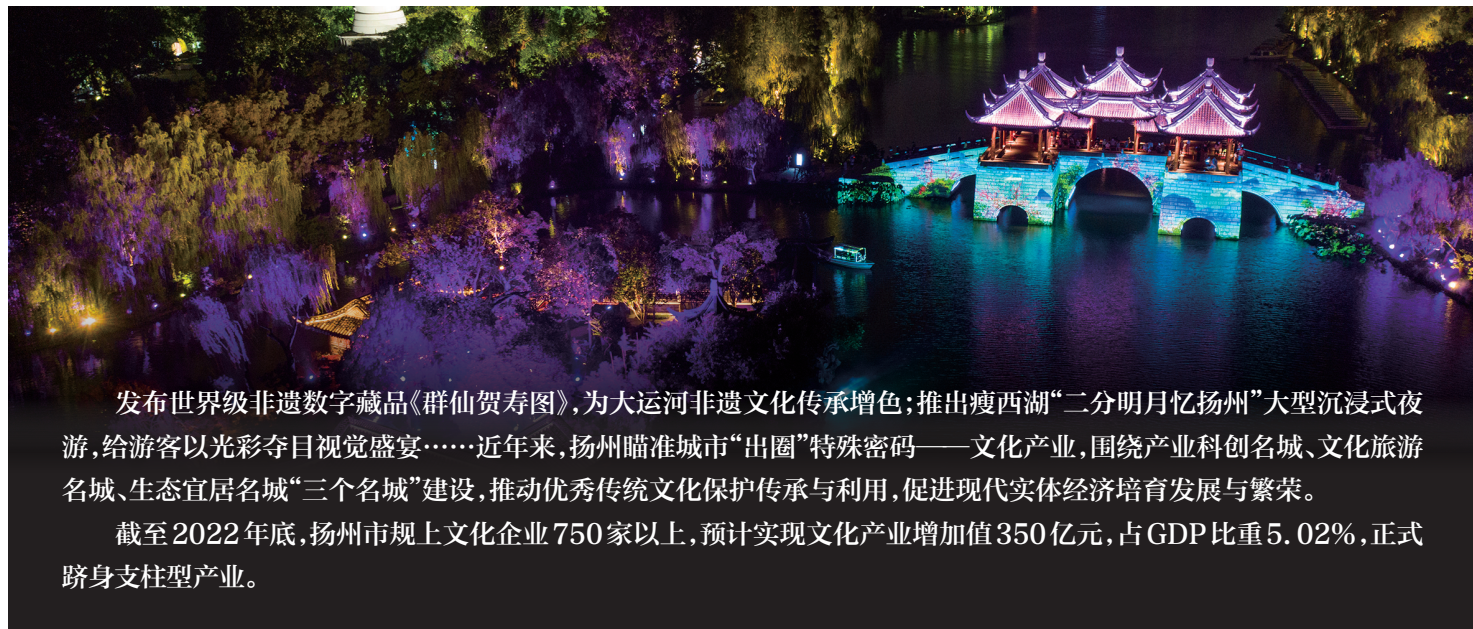 发布世界级非遗数字藏品《群仙贺寿图》,为大运河非遗文化传承增色;推出瘦西湖“二分明月忆扬州”大型沉浸式夜
游,给游客以光彩夺目视觉盛宴……近年来,扬州瞄准城市“出圈”特殊密码——文化产业,围绕产业科创名城、文化旅游
名城、生态宜居名城“三个名城”建设,推动优秀传统文化保护传承与利用,促进现代实体经济培育发展与繁荣。
截至2022年底,扬州市规上文化企业750家以上,预计实现文化产业增加值350亿元,占GDP比重5.02%,正式
跻身支柱型产业。